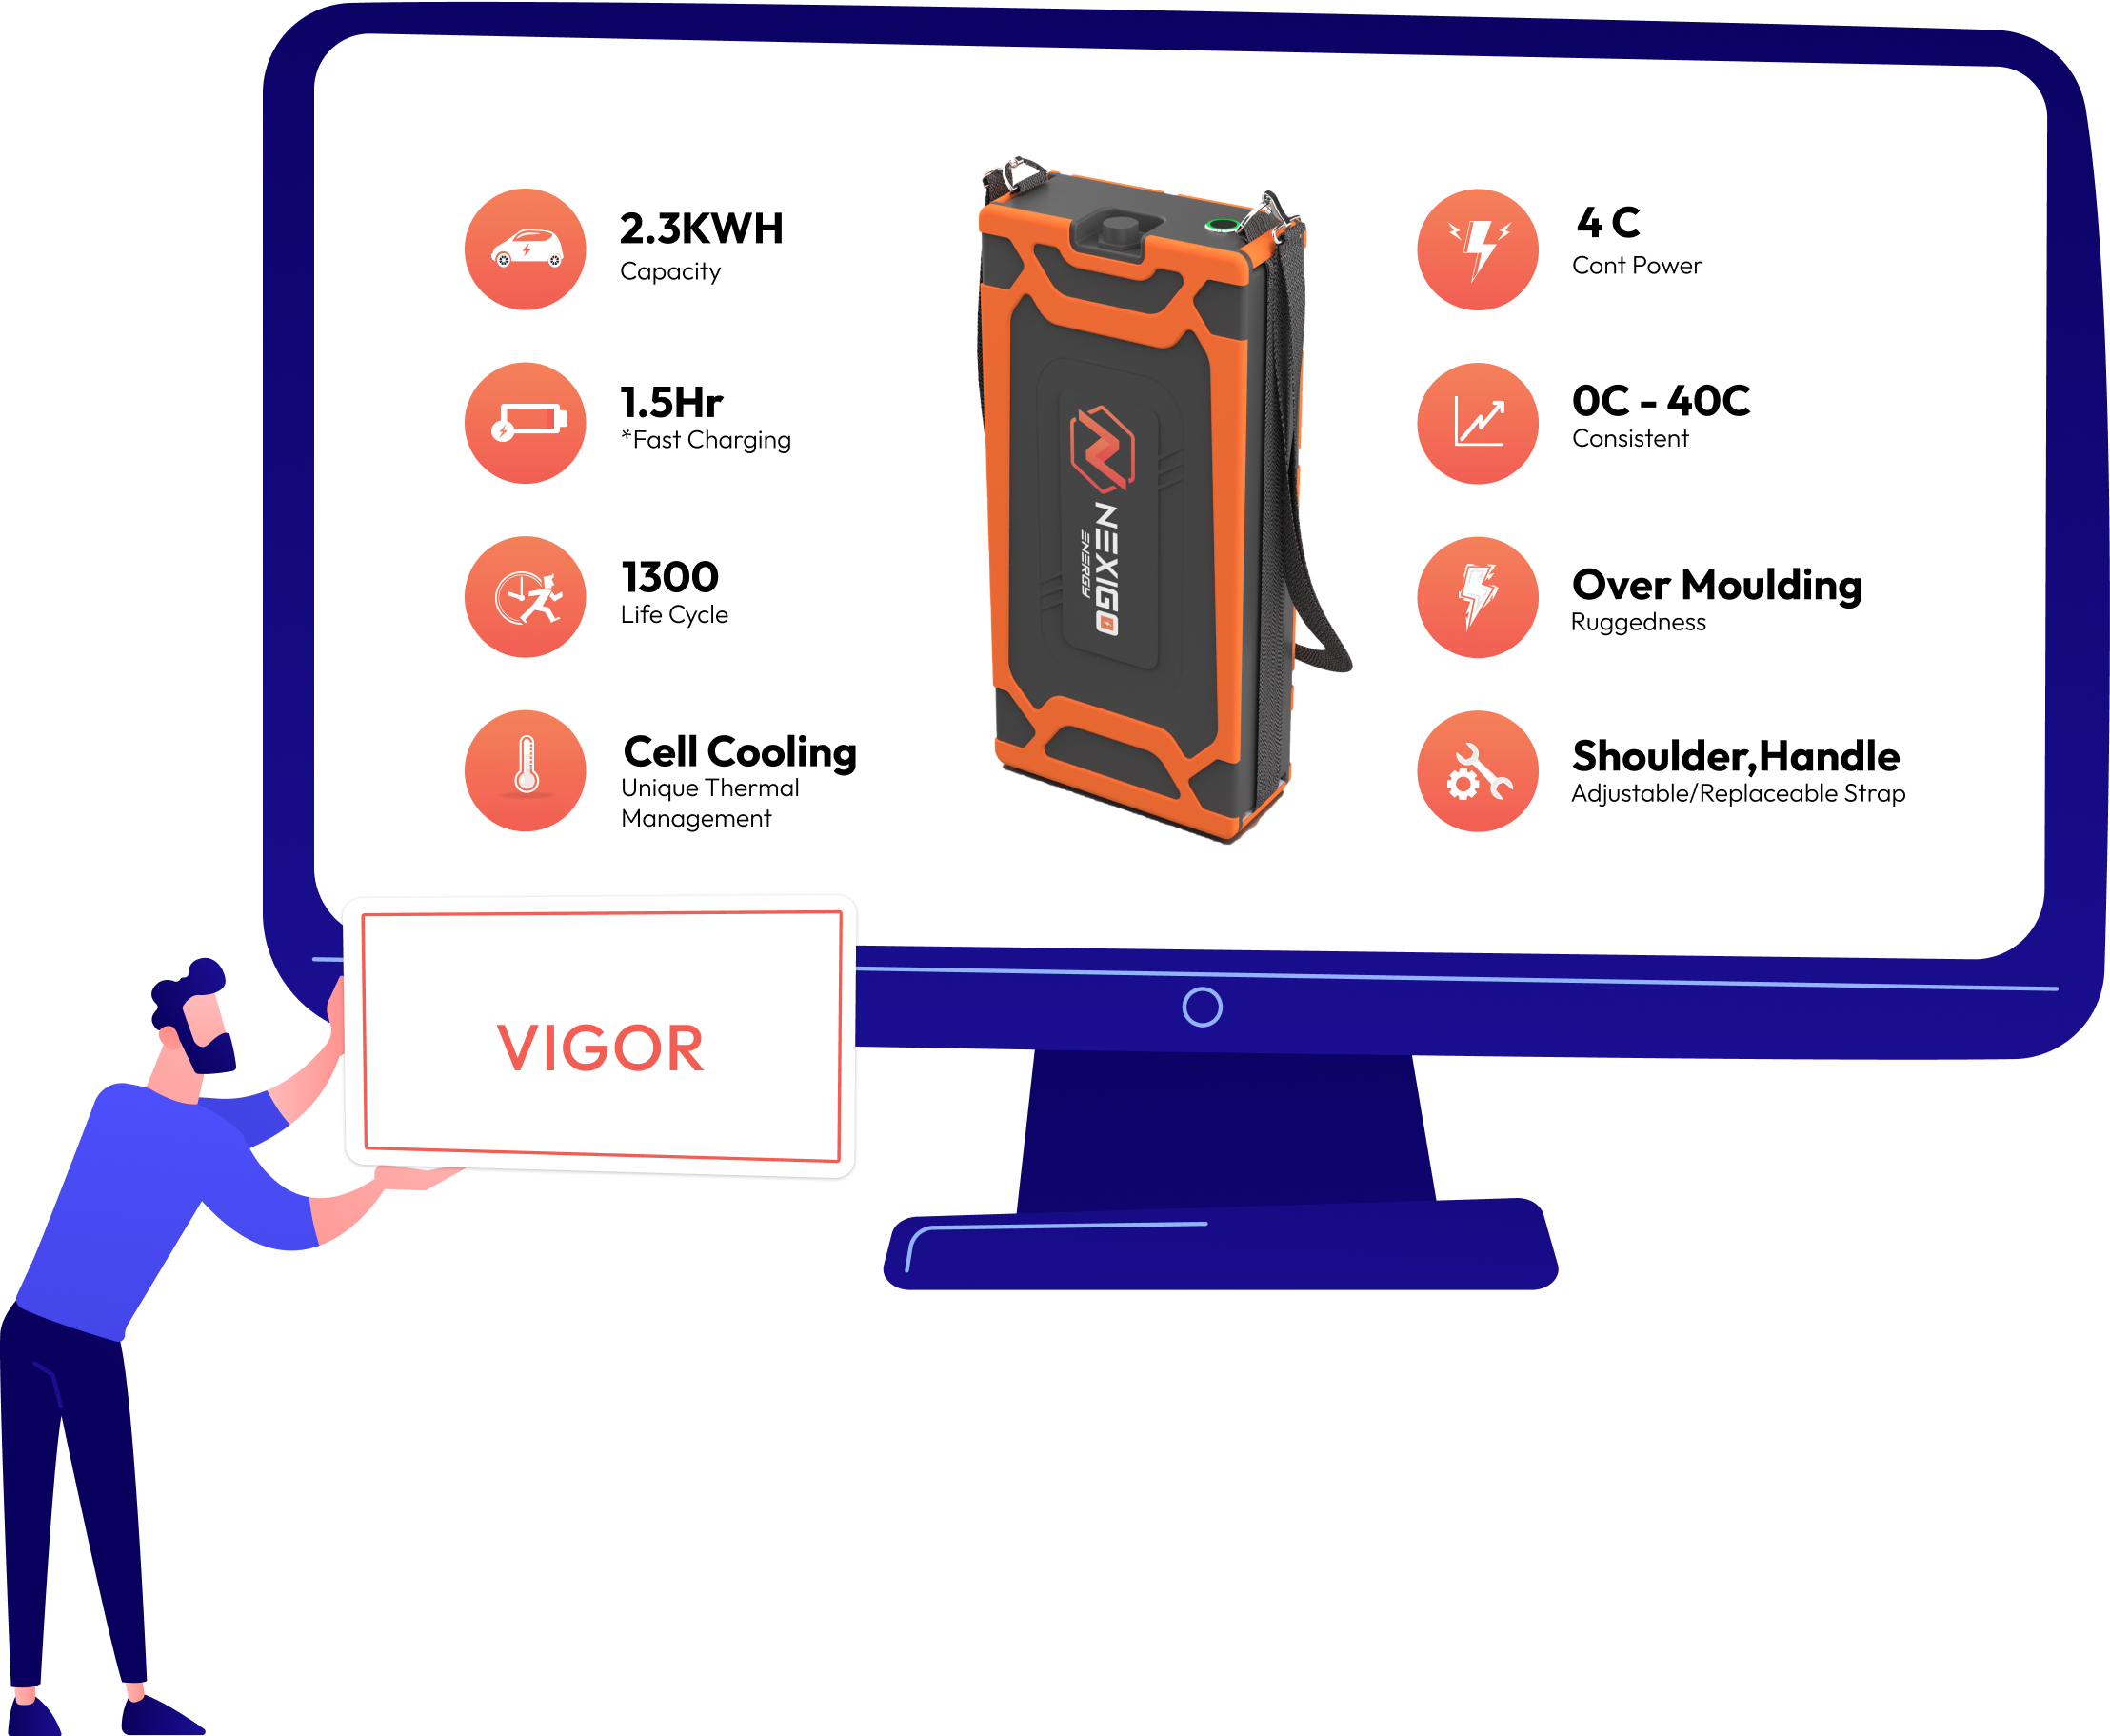 2.3KWH
Capacity
1.5Hr
*Fast Charging
1300
Life Cycle
Cell Cooling
Unique Thermal
Management
NEXIGO
ENERGY
4 C
Cont Power
0C - 40C
Consistent
Over Moulding
Ruggedness
Shoulder,Handle
Adjustable/Replaceable Strap
VIGOR